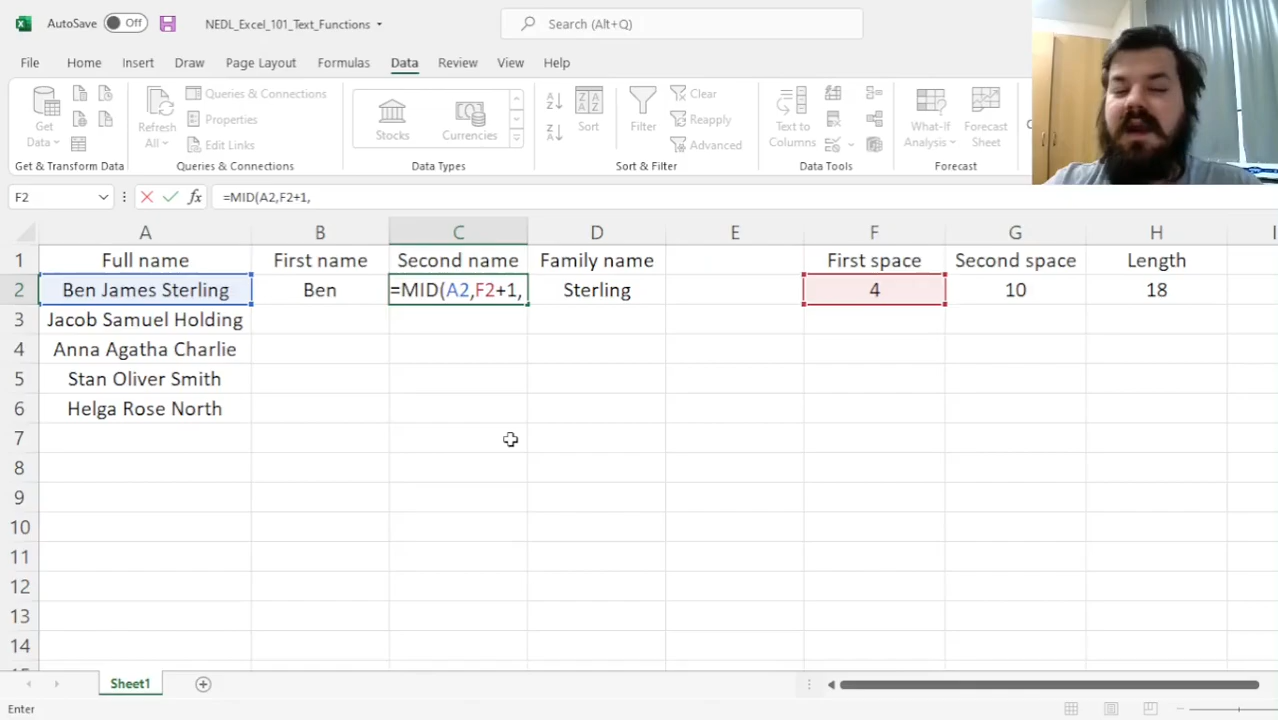 AutoSave Off NEDL_Excel_101_Text_Functions Search (Alt+Q)
File Home Insert Draw Page Layout Formulas Data Review View Help
Get Data
Refresh All
Queries & Connections
Properties
Edit Links
Stocks
Currencies
Sort
Filter
Clear
Reapply
Advanced
Text to Columns
What-If Analysis
Forecast Sheet
Get & Transform Data Queries & Connections Data Types Sort & Filter Data Tools Forecast
F2 fx =MID(A2,F2+1,
A B C D E F G H I
1 Full name First name Second name Family name First space Second space Length
2 Ben James Sterling Ben =MID(A2,F2+1, Sterling 4 10 18
3 Jacob Samuel Holding
4 Anna Agatha Charlie
5 Stan Oliver Smith
6 Helga Rose North
7
8
9
10
11
12
13
14
Sheet1
Enter